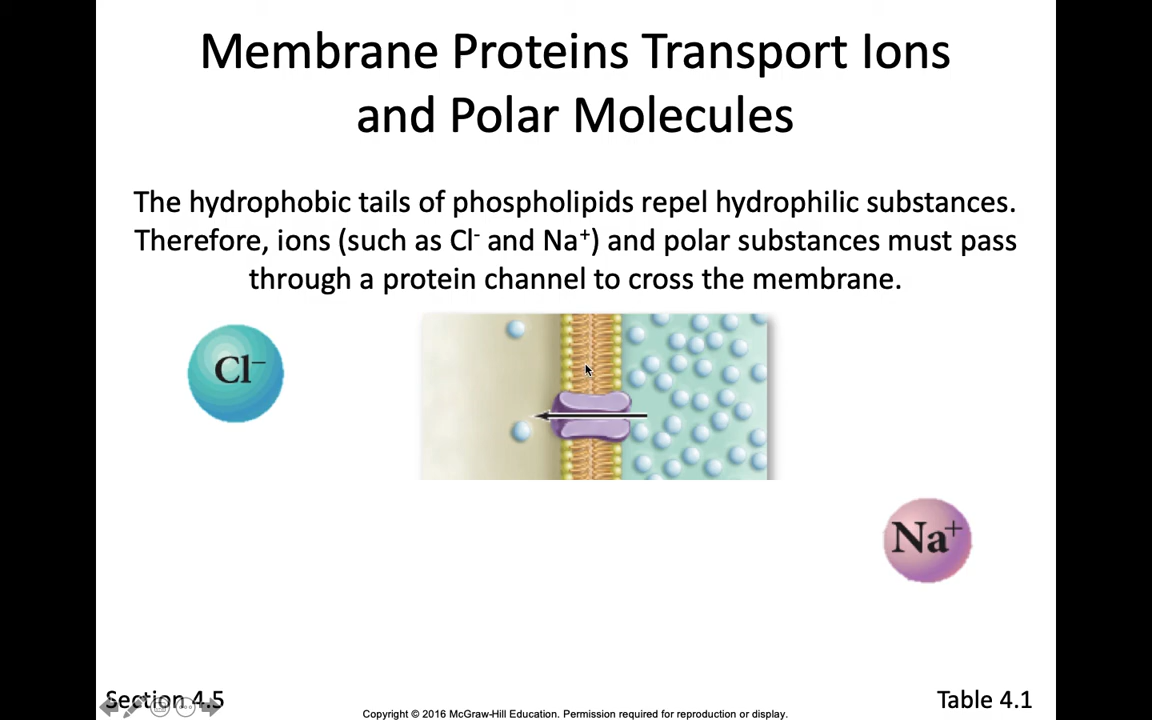 Membrane Proteins Transport Ions
and Polar Molecules
The hydrophobic tails of phospholipids repel hydrophilic substances.
Therefore, ions (such as Cl⁻ and Na⁺) and polar substances must pass
through a protein channel to cross the membrane.
Cl⁻
Na⁺
Section 4.5
Table 4.1
Copyright © 2016 McGraw-Hill Education. Permission required for reproduction or display.